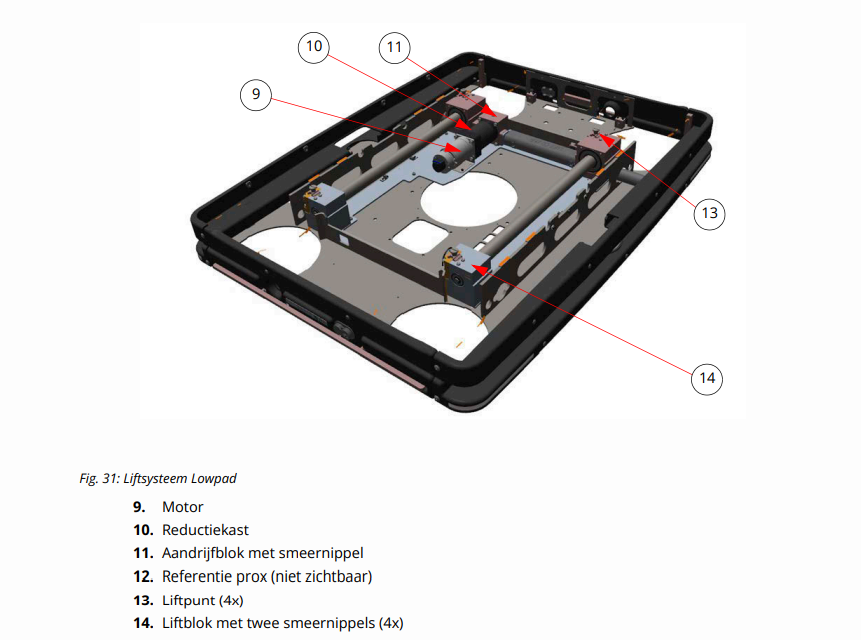 10
11
9
13
14
Fig. 31: Liftsysteem Lowpad
9. Motor
10. Reductiekast
11. Aandrijfblok met smeernippel
12. Referentie prox (niet zichtbaar)
13. Liftpunt (4x)
14. Liftblok met twee smeernippels (4x)